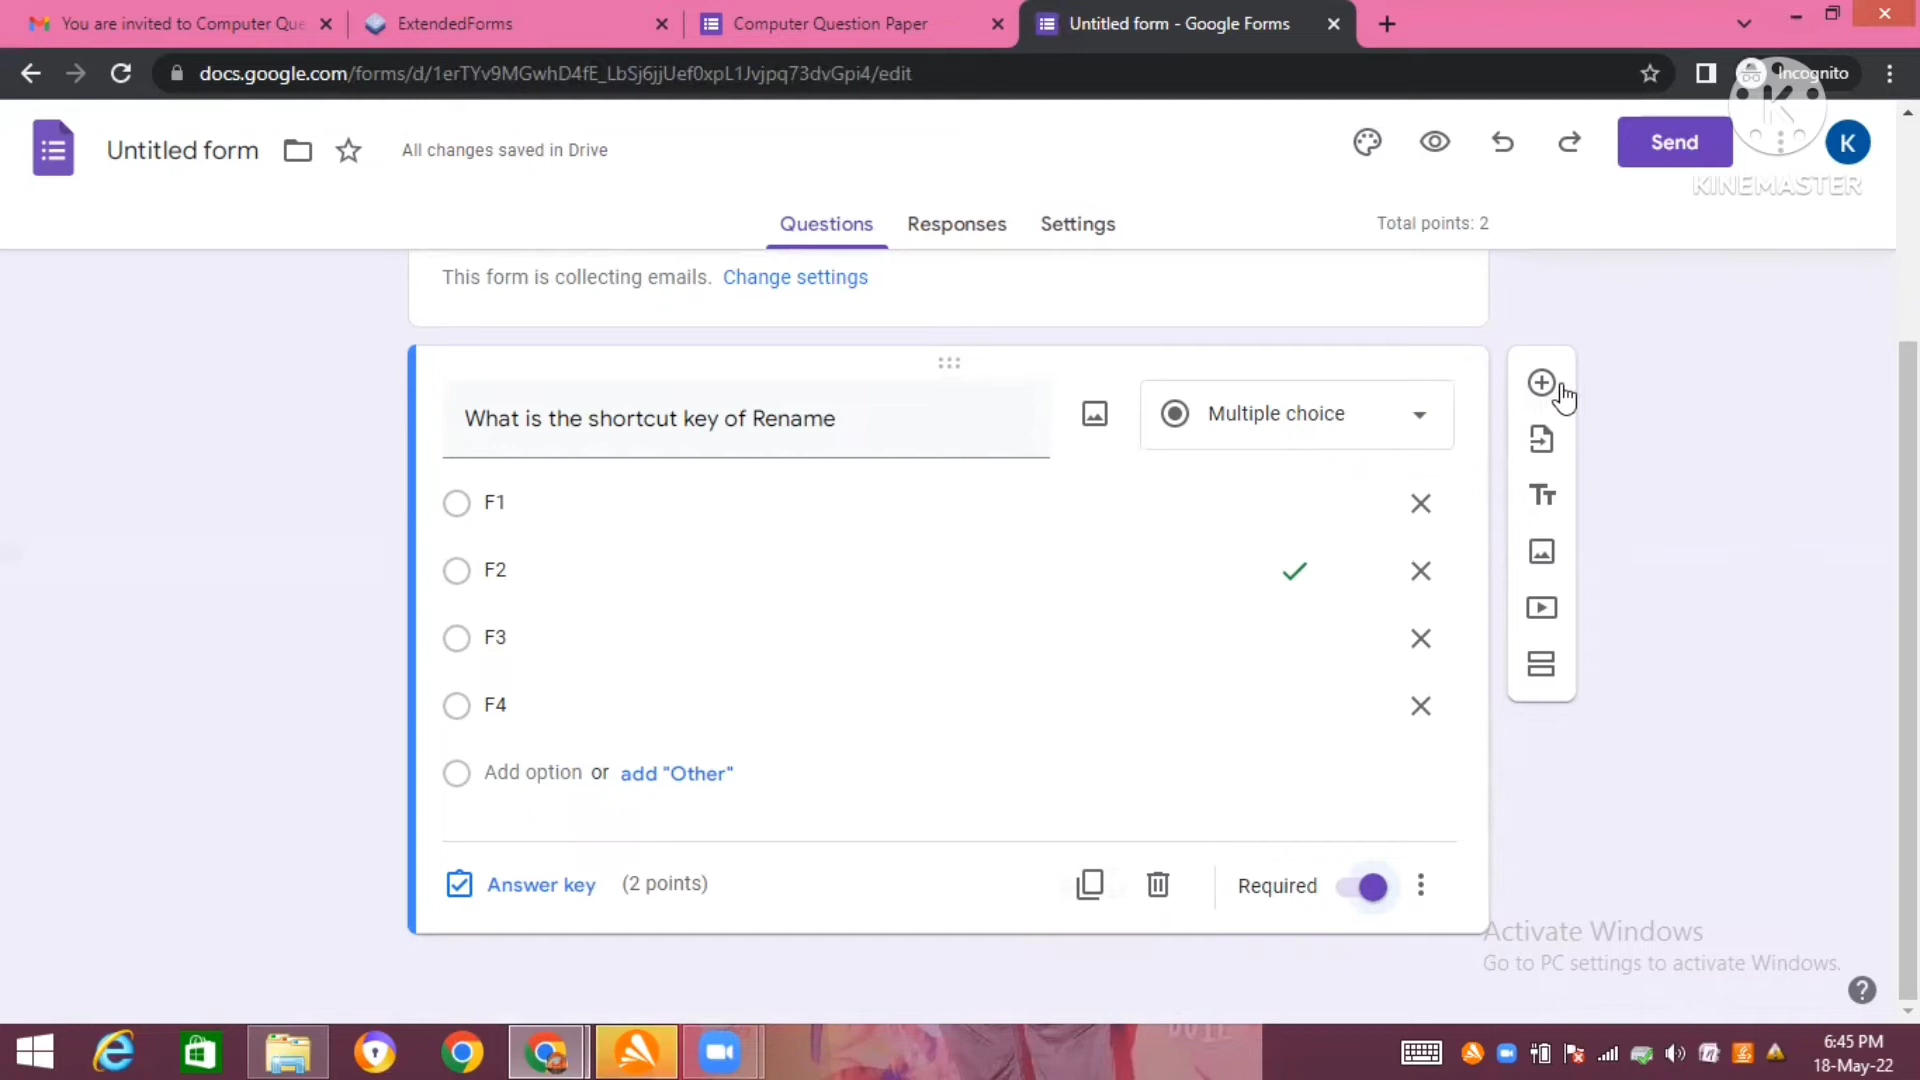 You are invited to Computer Que
ExtendedForms
Computer Question Paper
Untitled form - Google Forms
docs.google.com/forms/d/1erTYv9MGwhD4fE_LbSj6jjUef0xpL1Jvjpq73dvGpi4/edit
Incognito
Untitled form
All changes saved in Drive
Send
K
K
KINEMASTER
Questions
Responses
Settings
Total points: 2
This form is collecting emails. Change settings
What is the shortcut key of Rename
Multiple choice
F1
F2
F3
F4
Add option or add "Other"
Answer key (2 points)
Required
Activate Windows
Go to PC settings to activate Windows.
6:45 PM
18-May-22